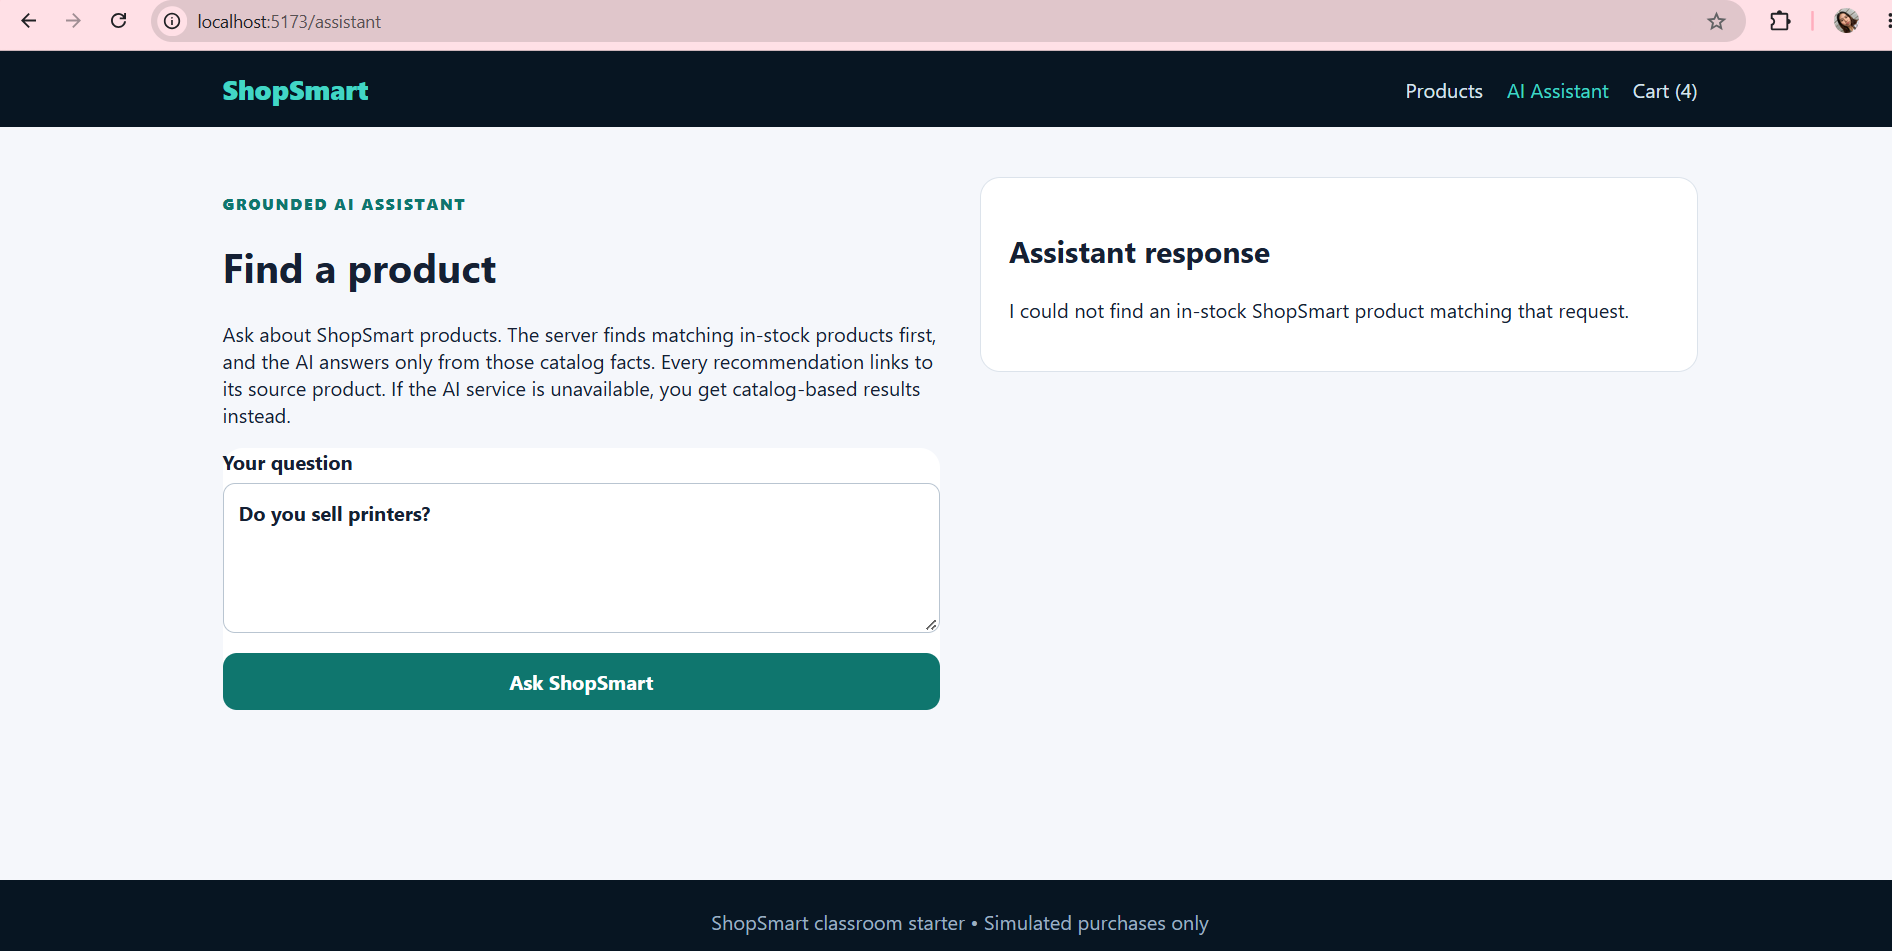 localhost:5173/assistant
ShopSmart
Products
AI Assistant
Cart (4)
GROUNDED AI ASSISTANT
Find a product
Ask about ShopSmart products. The server finds matching in-stock products first,
and the AI answers only from those catalog facts. Every recommendation links to
its source product. If the AI service is unavailable, you get catalog-based results
instead.
Your question
Do you sell printers?
Ask ShopSmart
Assistant response
I could not find an in-stock ShopSmart product matching that request.
ShopSmart classroom starter • Simulated purchases only